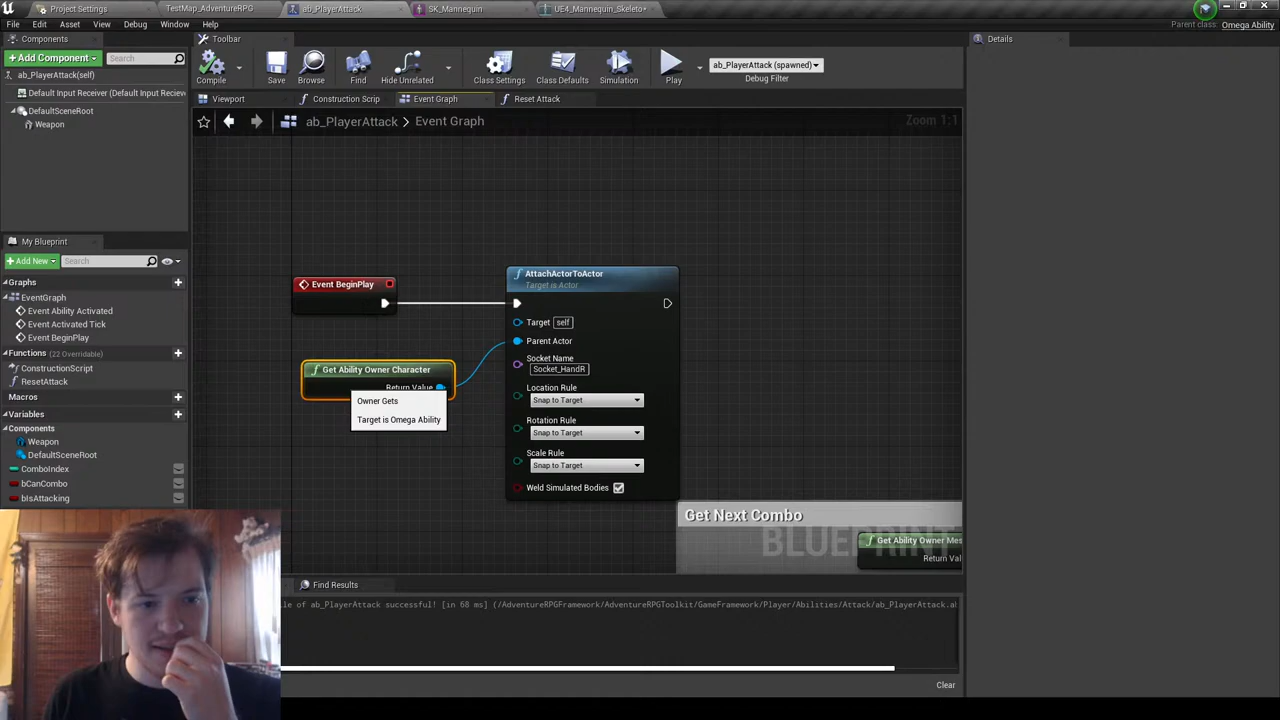 Project Settings
TestMap_AdventureRPG
ab_PlayerAttack
SK_Mannequin
UE4_Mannequin_Skeleto
File Edit Asset View Debug Window Help
Parent class: Omega Ability
Components
Toolbar
Details
+Add Component
Search
ab_PlayerAttack(self)
Default Input Receiver (Default Input Receive
DefaultSceneRoot
Weapon
Compile
Save
Browse
Find
Hide Unrelated
Class Settings
Class Defaults
Simulation
Play
ab_PlayerAttack (spawned)
Debug Filter
Viewport
Construction Scrip
Event Graph
Reset Attack
ab_PlayerAttack > Event Graph
Zoom 1:1
My Blueprint
+Add New
Search
Graphs
EventGraph
Event Ability Activated
Event Activated Tick
Event BeginPlay
Functions (22 Overridable)
ConstructionScript
ResetAttack
Macros
Variables
Components
Weapon
DefaultSceneRoot
ComboIndex
bCanCombo
bIsAttacking
Event BeginPlay
Get Ability Owner Character
Return Value
Owner Gets
Target is Omega Ability
AttachActorToActor
Target is Actor
Target self
Parent Actor
Socket Name
Socket_HandR
Location Rule
Snap to Target
Rotation Rule
Snap to Target
Scale Rule
Snap to Target
Weld Simulated Bodies
Get Next Combo
BLUEPRINT
Get Ability Owner Mes
Return Val
Find Results
le of ab_PlayerAttack successful! [in 68 ms] (/AdventureRPGFramework/AdventureRPGToolkit/GameFramework/Player/Abilities/Attack/ab_PlayerAttack.ab
Clear